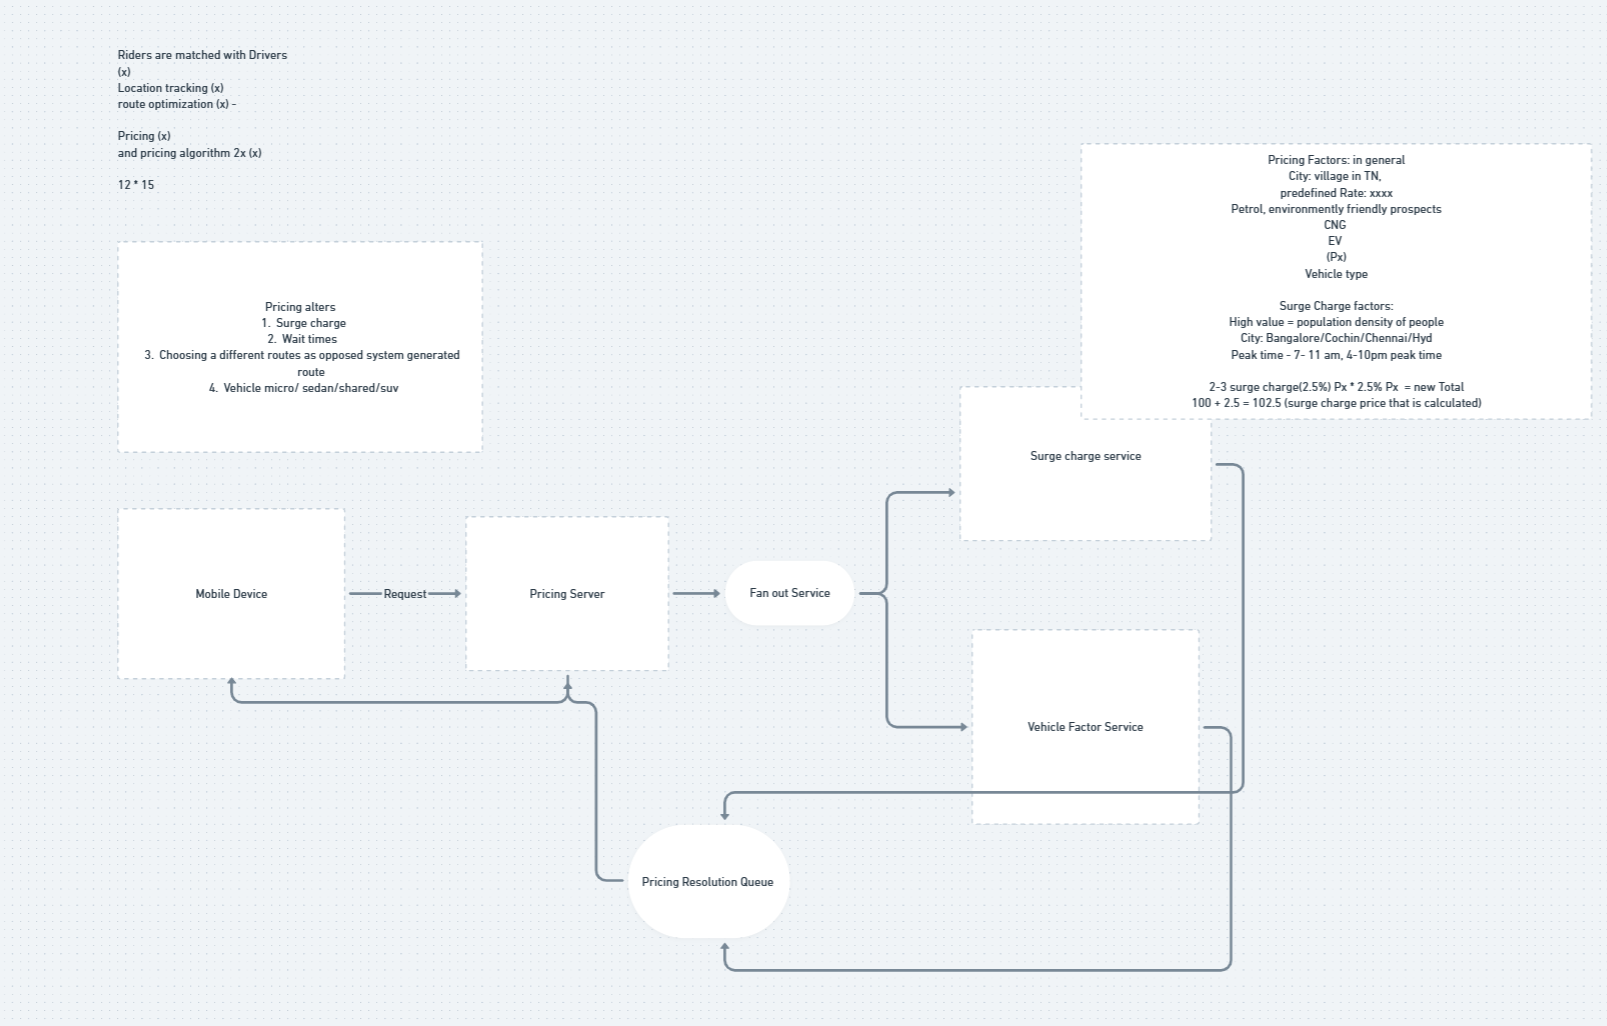 Riders are matched with Drivers
(x)
Location tracking (x)
route optimization (x) -
Pricing (x)
and pricing algorithm 2x (x)
12 * 15
Pricing Factors: in general
City: village in TN,
predefined Rate: xxxx
Petrol, environmently friendly prospects
CNG
EV
(Px)
Vehicle type
Surge Charge factors:
High value = population density of people
City: Bangalore/Cochin/Chennai/Hyd
Peak time - 7- 11 am, 4-10pm peak time
2-3 surge charge(2.5%) Px * 2.5% Px = new Total
100 + 2.5 = 102.5 (surge charge price that is calculated)
Pricing alters
1. Surge charge
2. Wait times
3. Choosing a different routes as opposed system generated
route
4. Vehicle micro/ sedan/shared/suv
Surge charge service
Mobile Device
Request
Pricing Server
Fan out Service
Vehicle Factor Service
Pricing Resolution Queue